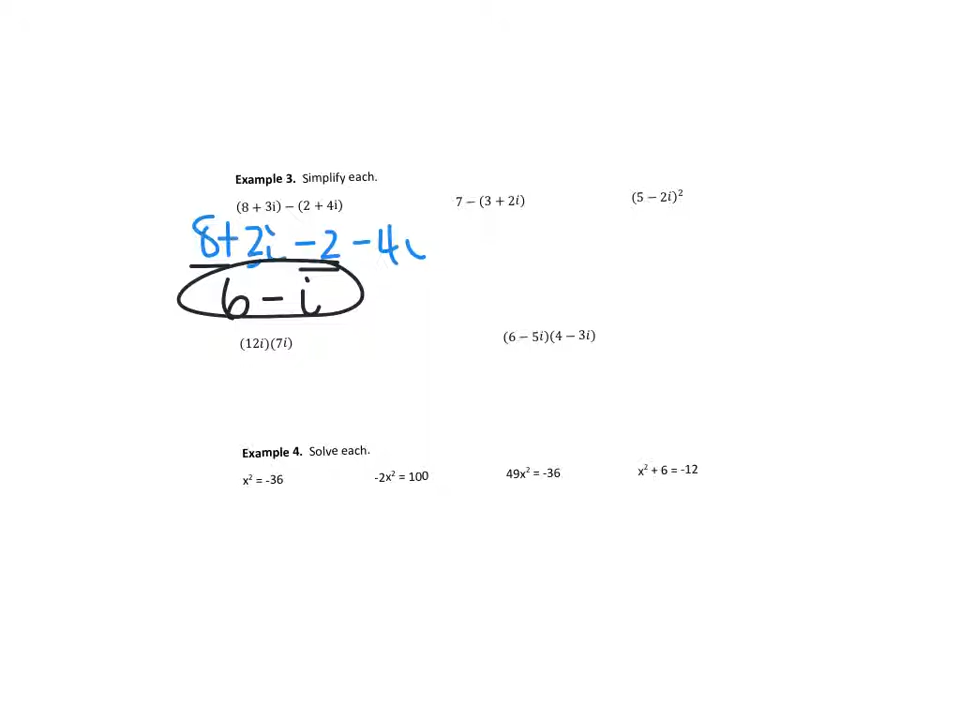 Example 3. Simplify each.
(8 + 3i) − (2 + 4i) 7 − (3 + 2i) (5 − 2i)²
8+3i −2 −4i
6 − i
(12i)(7i) (6 − 5i)(4 − 3i)
Example 4. Solve each.
x² = -36 -2x² = 100 49x² = -36 x² + 6 = -12